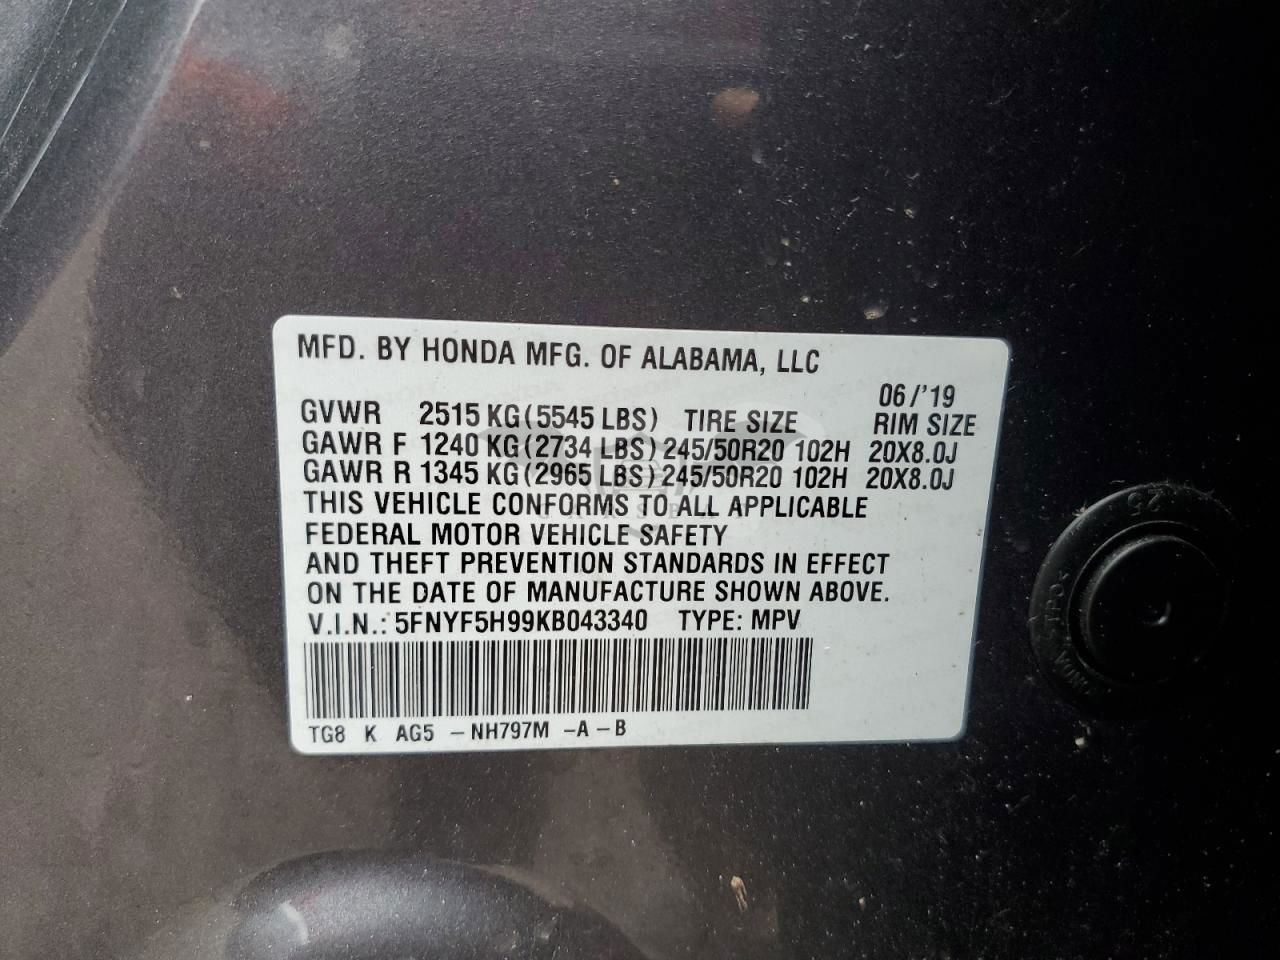 MFD. BY HONDA MFG. OF ALABAMA, LLC
06/'19
GVWR 2515 KG (5545 LBS) TIRE SIZE RIM SIZE
GAWR F 1240 KG (2734 LBS) 245/50R20 102H 20X8.0J
GAWR R 1345 KG (2965 LBS) 245/50R20 102H 20X8.0J
THIS VEHICLE CONFORMS TO ALL APPLICABLE
FEDERAL MOTOR VEHICLE SAFETY
AND THEFT PREVENTION STANDARDS IN EFFECT
ON THE DATE OF MANUFACTURE SHOWN ABOVE.
V.I.N.: 5FNYF5H99KB043340 TYPE: MPV
TG8 K AG5 - NH797M -A - B
25